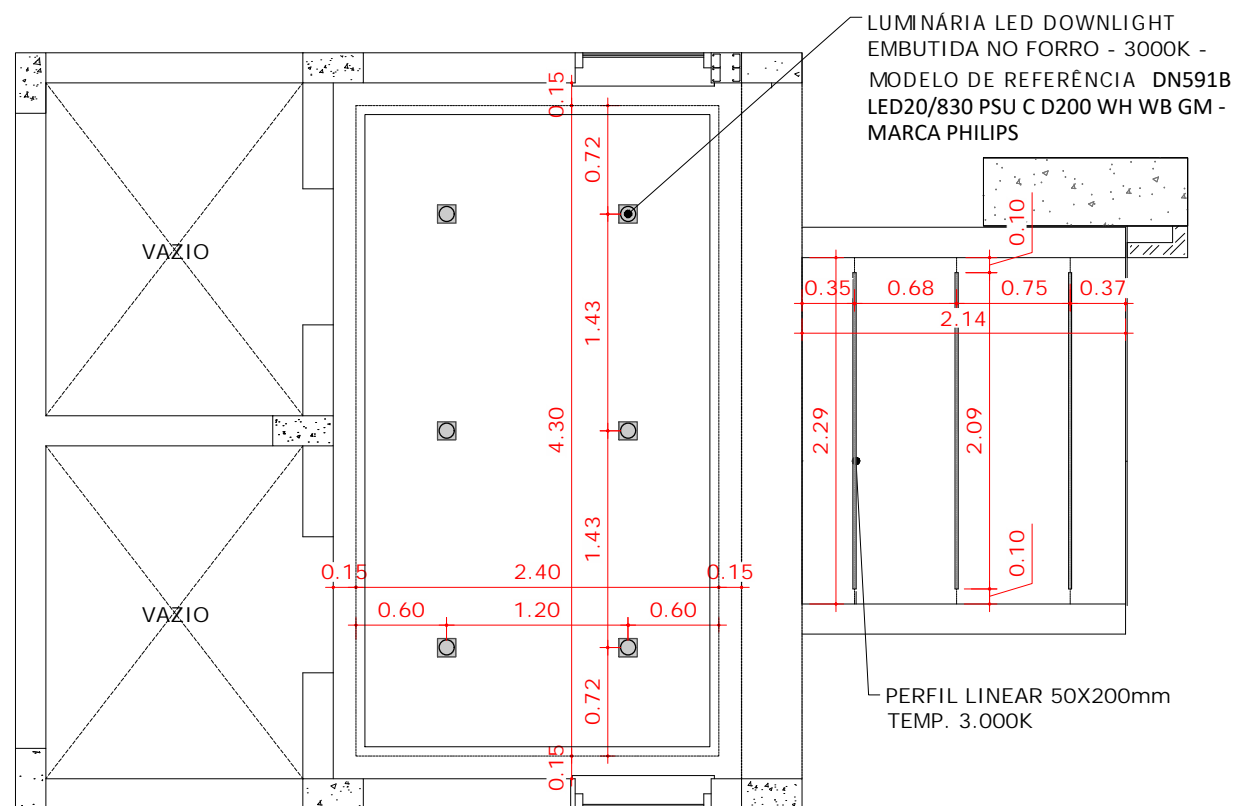 LUMINÁRIA LED DOWNLIGHT
EMBUTIDA NO FORRO - 3000K -
MODELO DE REFERÊNCIA DN591B
LED20/830 PSU C D200 WH WB GM -
MARCA PHILIPS
0.15
0.72
VAZIO
0.10
0.35 0.68 0.75 0.37
2.14
1.43
4.30
2.29
2.09
1.43
0.10
0.15 2.40 0.15
0.60 1.20 0.60
VAZIO
0.72
PERFIL LINEAR 50X200mm
TEMP. 3.000K
0.15